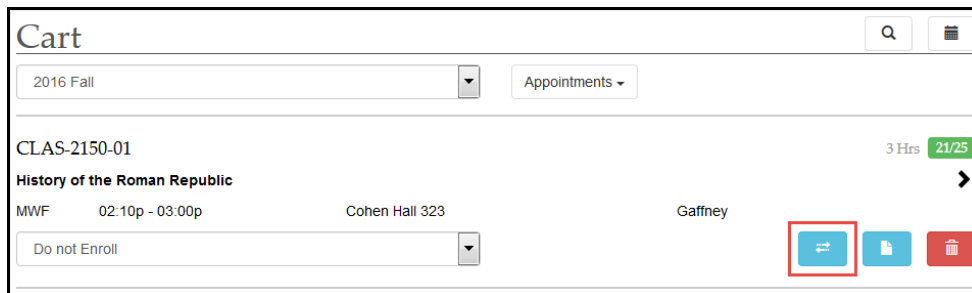 Cart
2016 Fall Appointments
CLAS-2150-01 3 Hrs 21/25
History of the Roman Republic
MWF 02:10p - 03:00p Cohen Hall 323 Gaffney
Do not Enroll